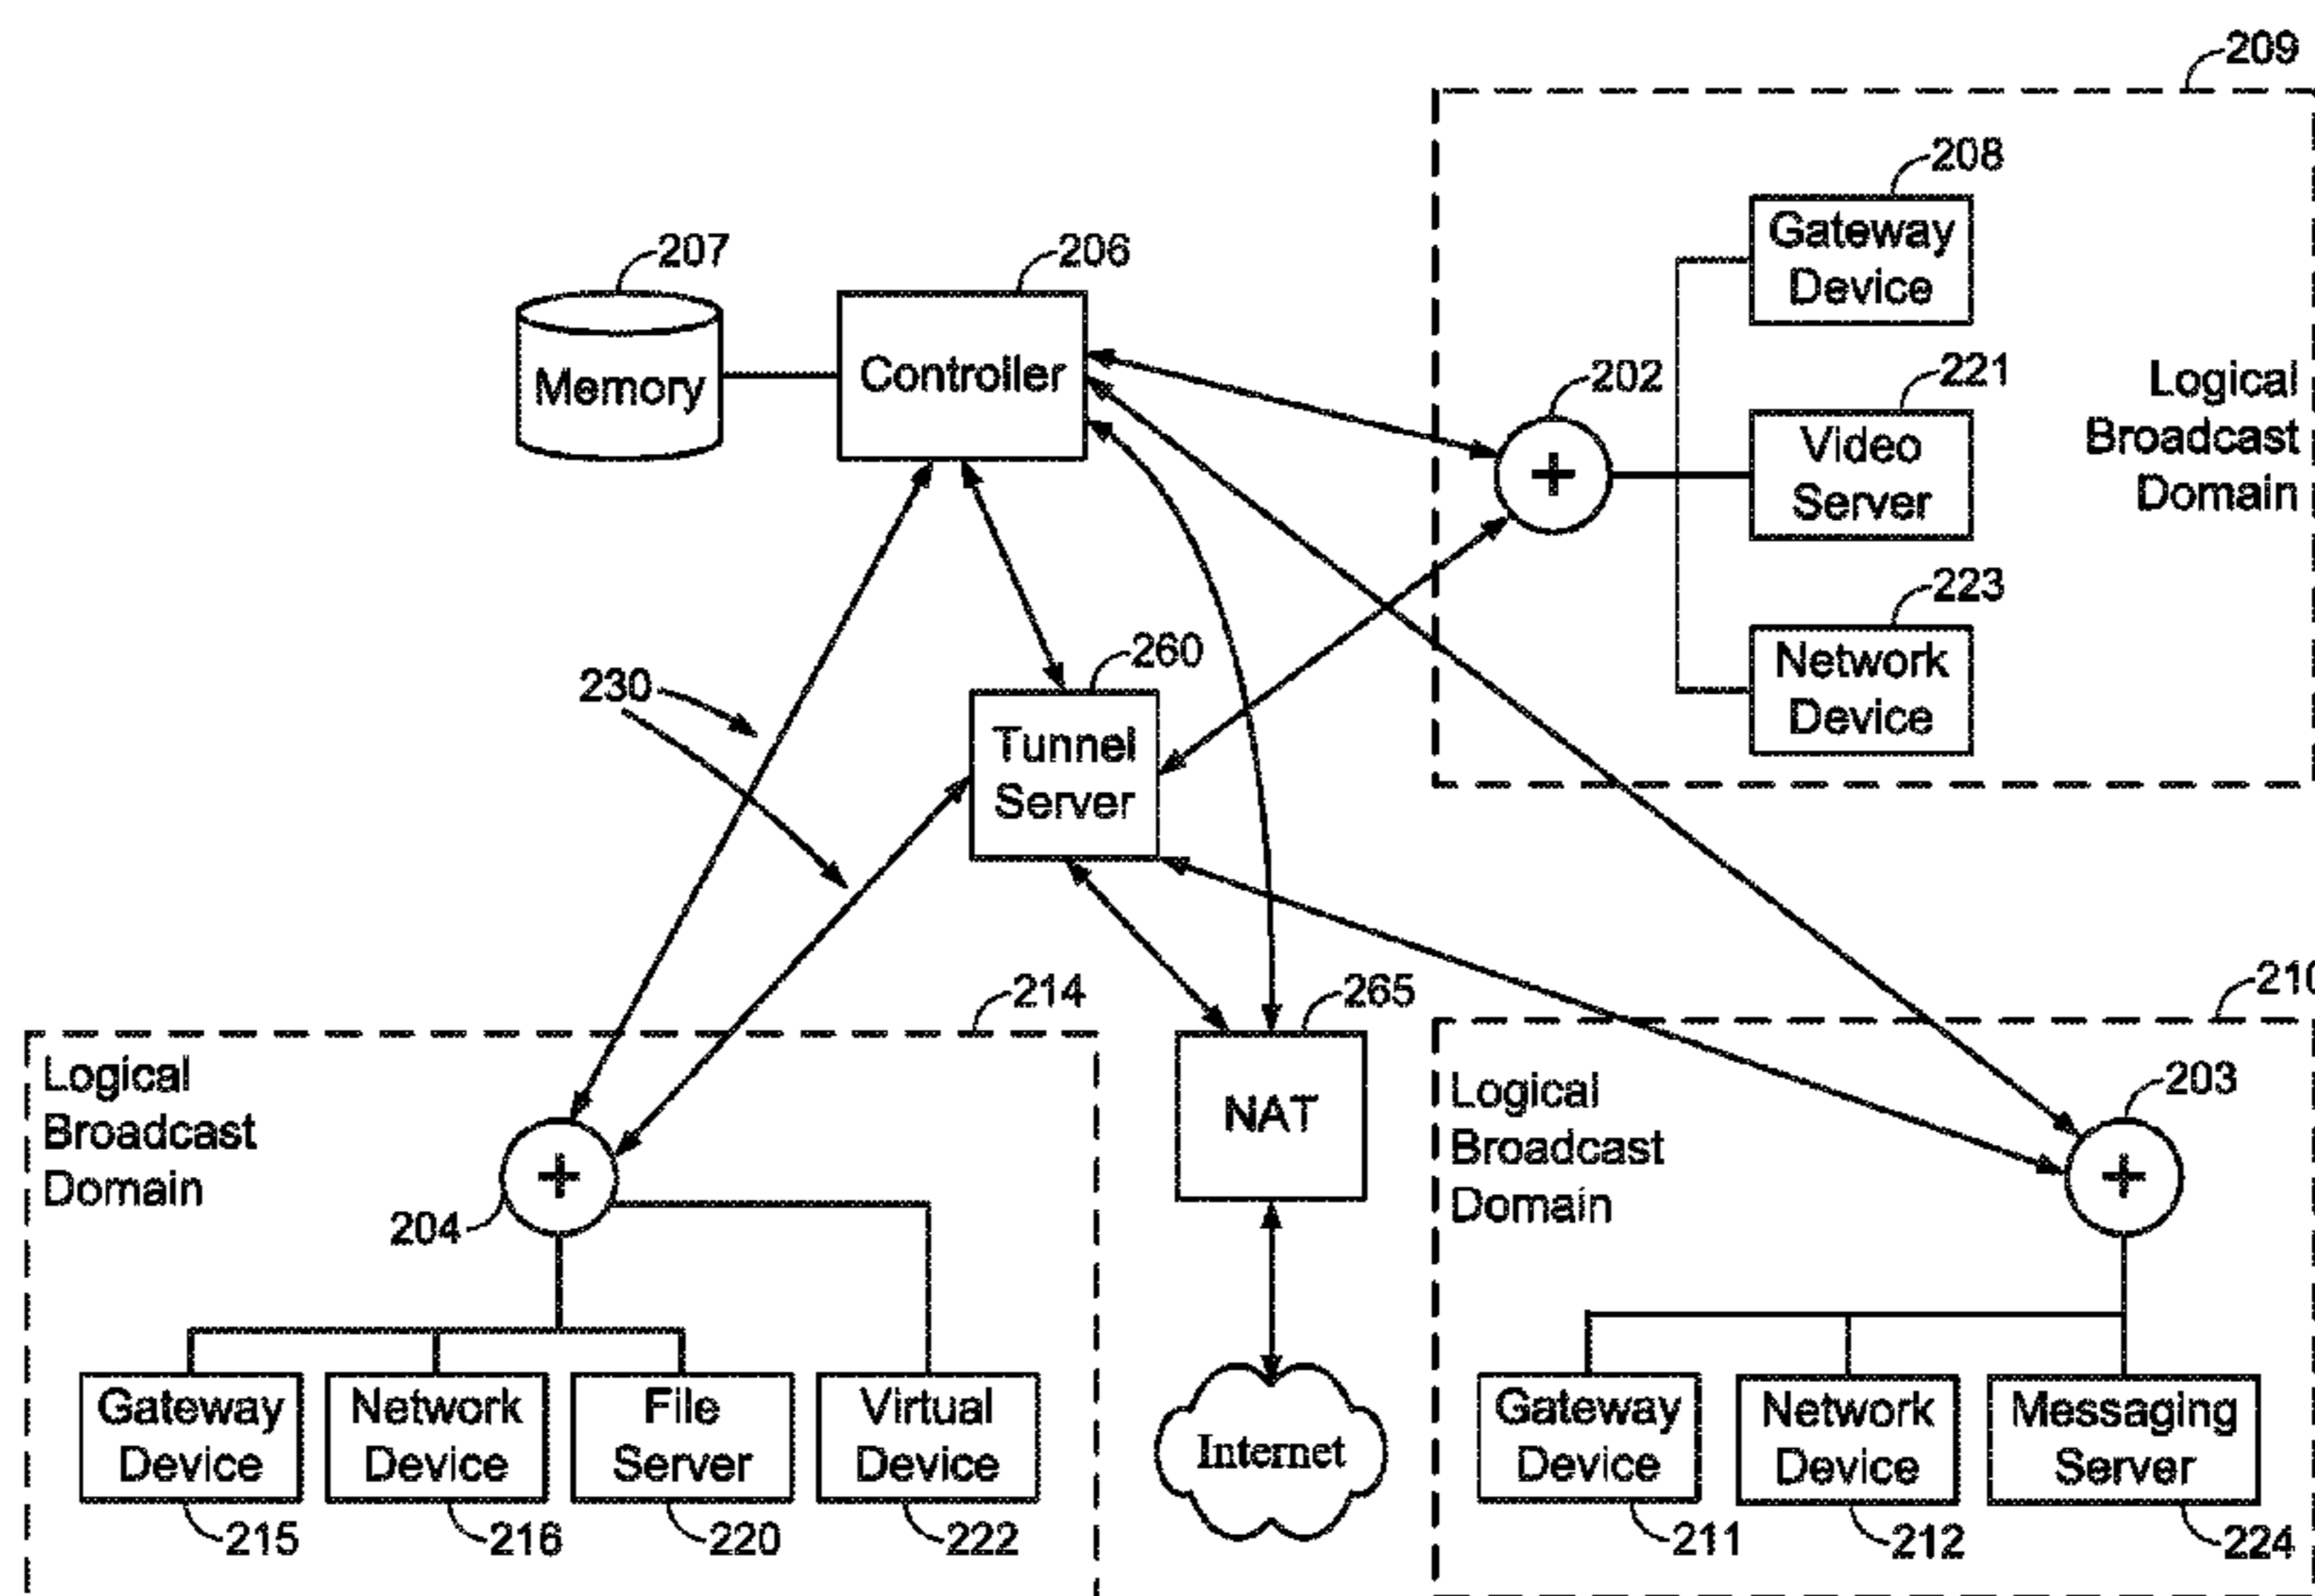 209
208
Gateway
Device
207
206
Memory
Controller
202
221
Video
Server
Logical
Broadcast
Domain
223
Network
Device
230
260
Tunnel
Server
214
265
210
Logical
Broadcast
Domain
204
NAT
Logical
Broadcast
Domain
203
Gateway
Device
Network
Device
File
Server
Virtual
Device
Internet
Gateway
Device
Network
Device
Messaging
Server
215
216
220
222
211
212
224